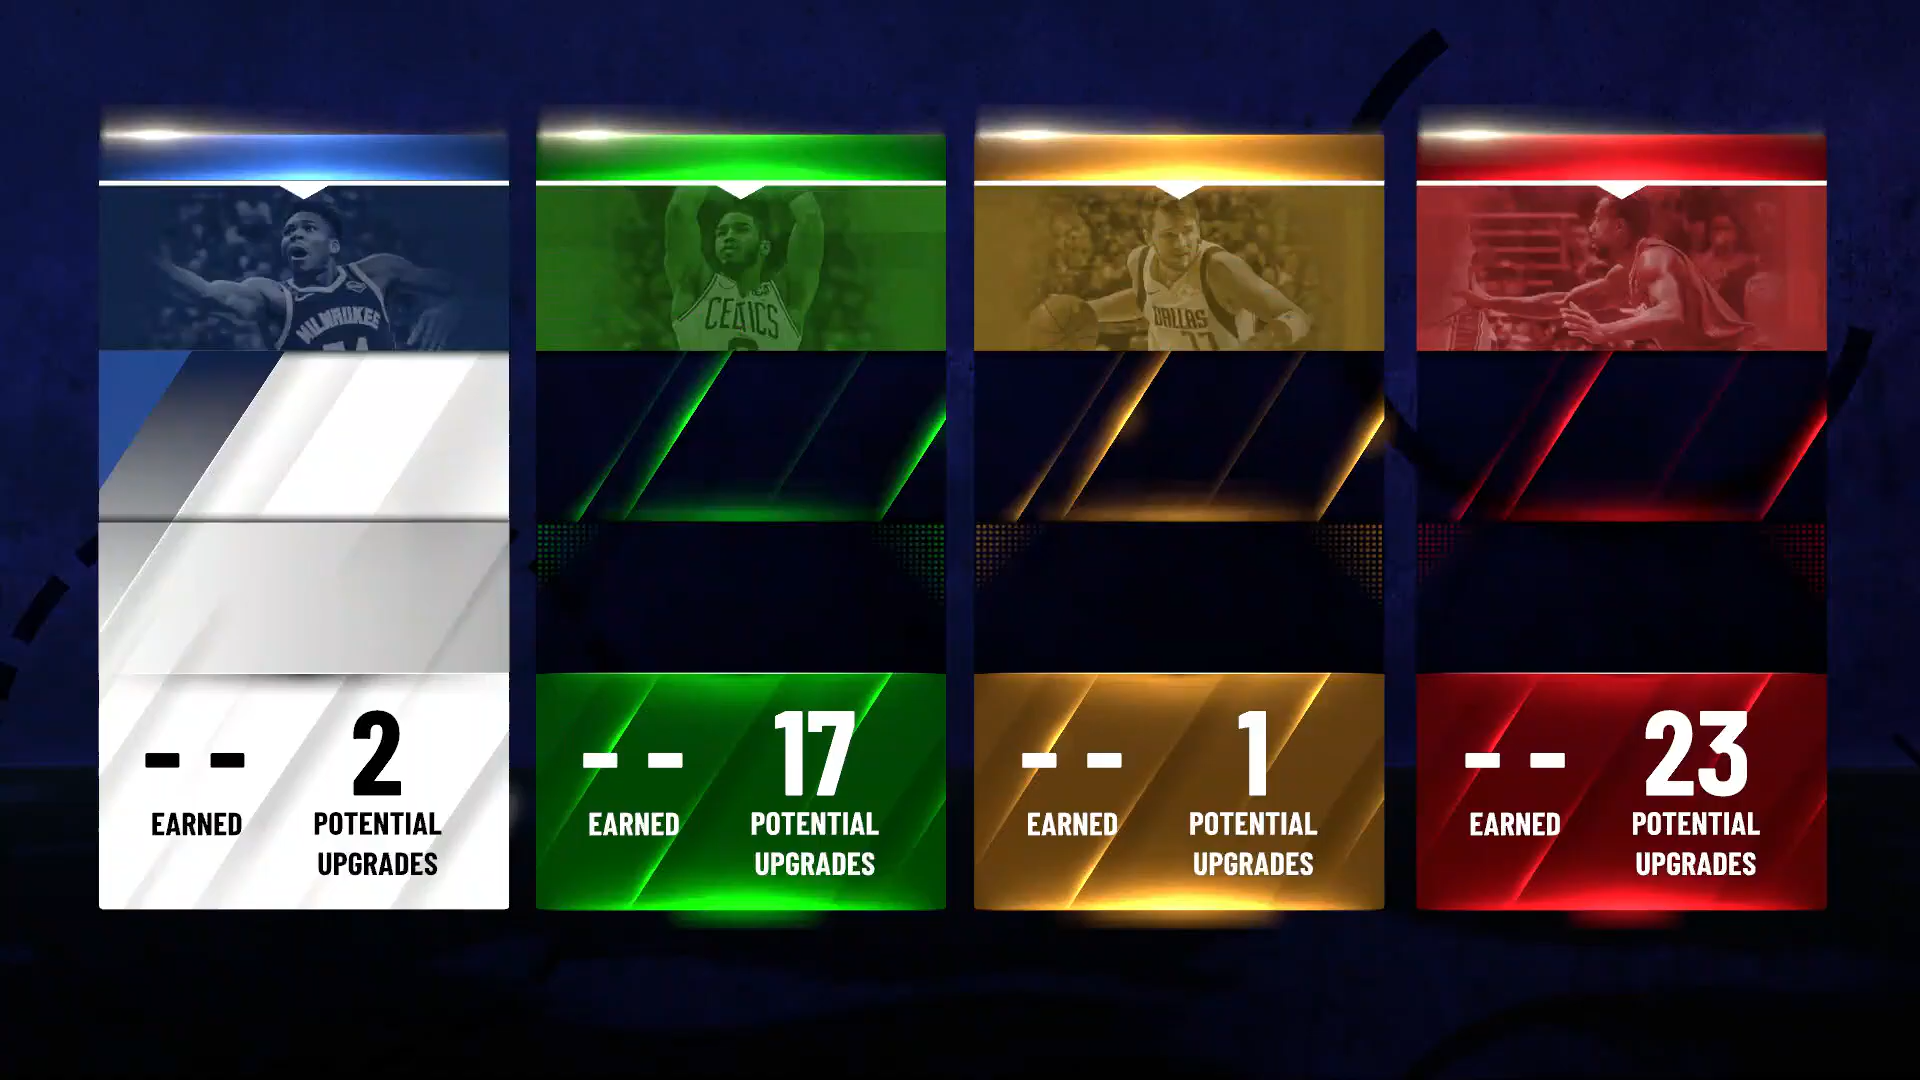 MILWAUKEE
CELTICS
DALLAS
-- 2
EARNED POTENTIAL
UPGRADES
-- 17
EARNED POTENTIAL
UPGRADES
-- 1
EARNED POTENTIAL
UPGRADES
-- 23
EARNED POTENTIAL
UPGRADES